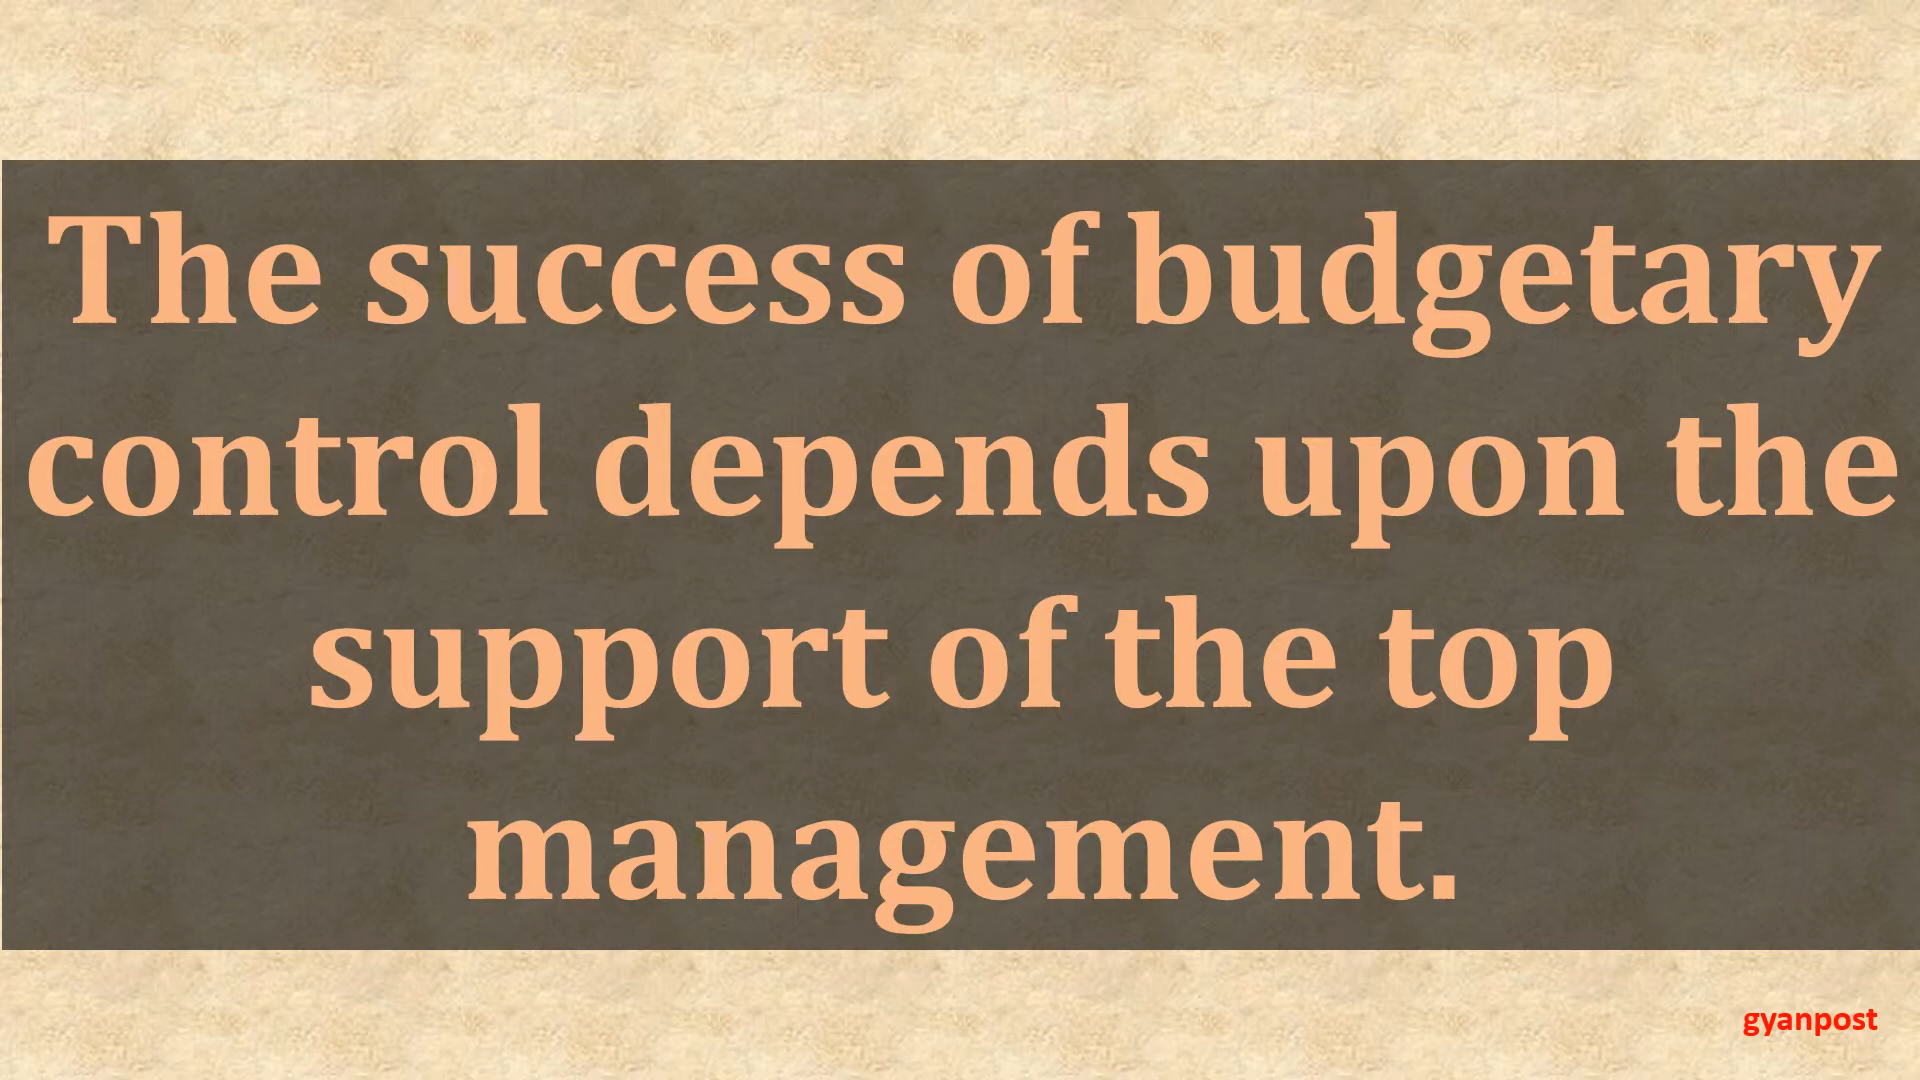 The success of budgetary
control depends upon the
support of the top
management.
gyanpost